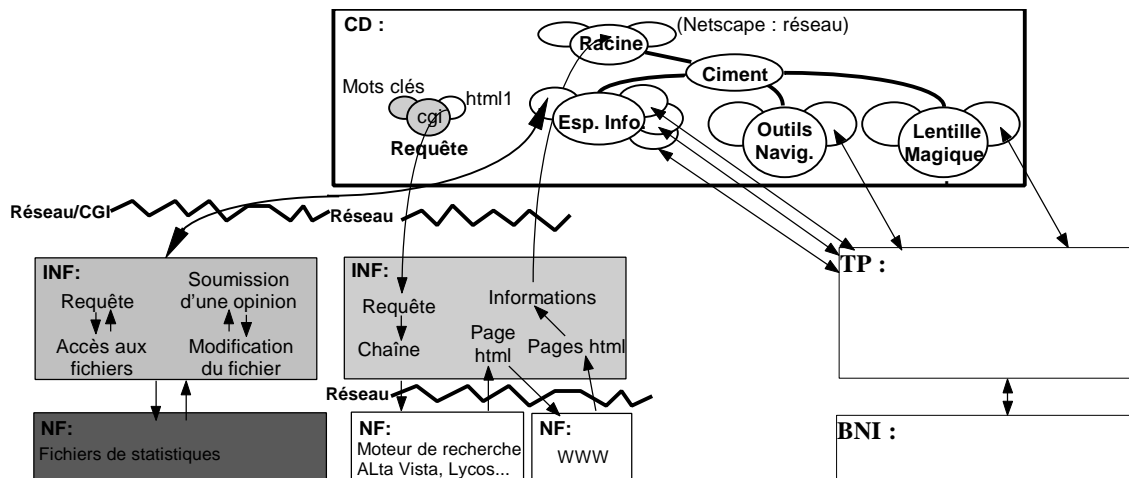 CD :
(Netscape : réseau)
Racine
Ciment
Mots clés
html1
cgi
Requête
Esp. Info.
Outils
Navig.
Lentille
Magique
Réseau/CGI
Réseau
INF:
Requête
Soumission
d'une opinion
Accès aux
fichiers
Modification
du fichier
INF:
Requête
Informations
Chaîne
Page
html
Pages html
TP :
Réseau
NF:
Fichiers de statistiques
NF:
Moteur de recherche
ALta Vista, Lycos...
NF:
WWW
BNI :